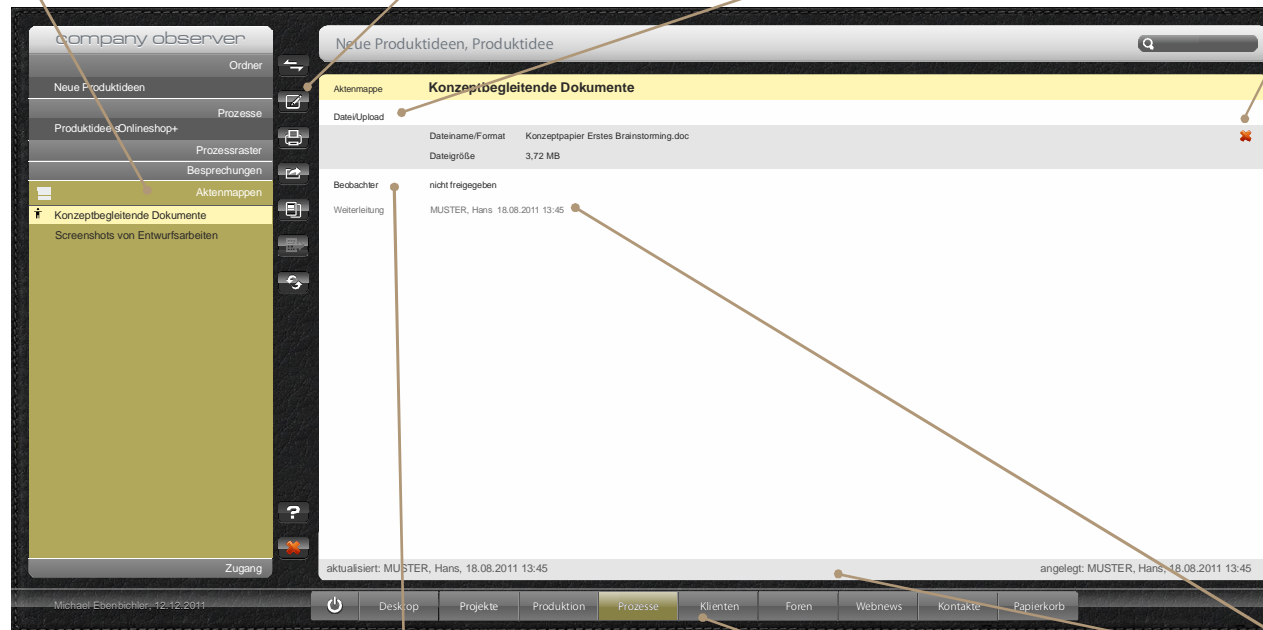 company observer
Ordner
Neue Produktideen
Prozesse
Produktidee sOnlineshop+
Prozessraster
Besprechungen
Aktenmappen
Konzeptbegleitende Dokumente
Screenshots von Entwurfsarbeiten
Zugang
Michael Ebenbichler, 12.12.2011
Neue Produktideen, Produktidee
Aktenmappe Konzeptbegleitende Dokumente
Datei/Upload
Dateiname/Format Konzeptpapier Erstes Brainstorming.doc
Dateigröße 3,72 MB
Beobachter nicht freigegeben
Weiterleitung MUSTER, Hans 18.08.2011 13:45
?
aktualisiert: MUSTER, Hans, 18.08.2011 13:45 angelegt: MUSTER, Hans, 18.08.2011 13:45
Desktop Projekte Produktion Prozesse Klienten Foren Webnews Kontakte Papierkorb